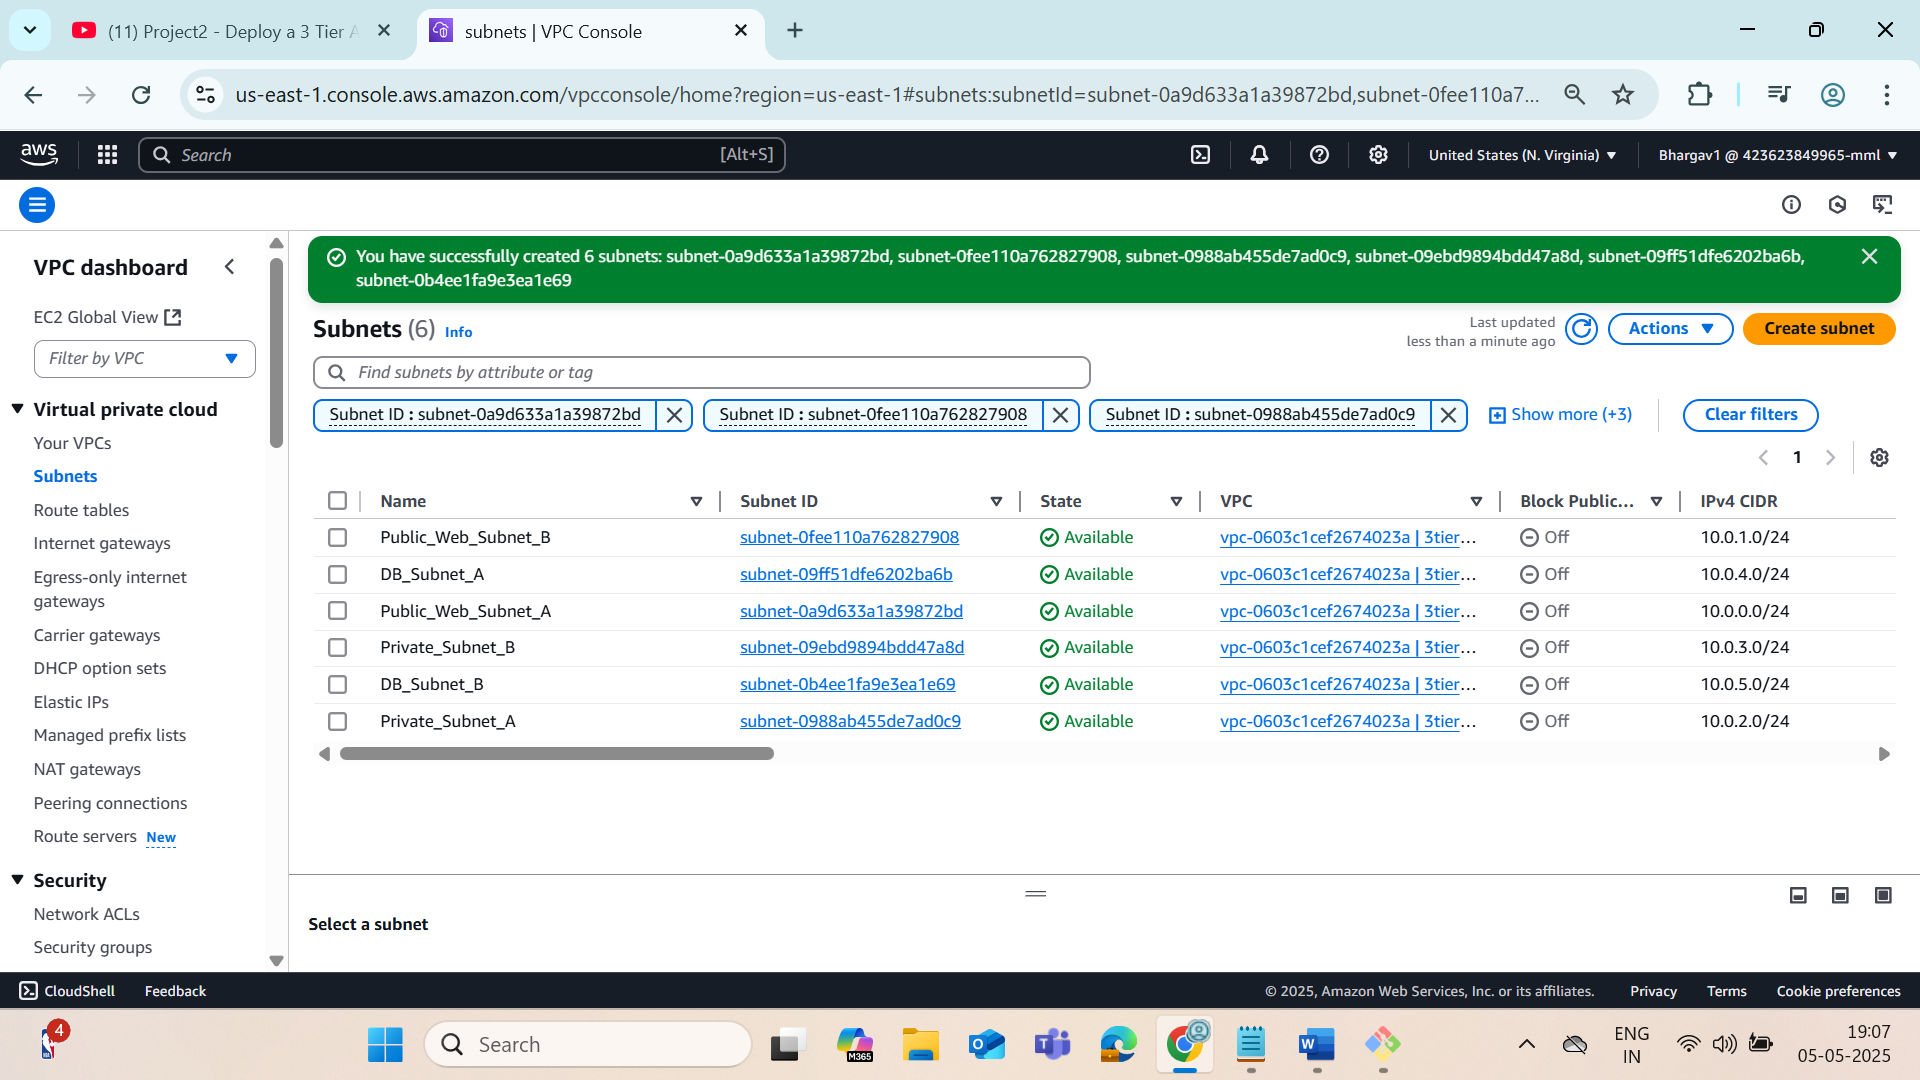 (11) Project2 - Deploy a 3 Tier A
subnets | VPC Console
us-east-1.console.aws.amazon.com/vpcconsole/home?region=us-east-1#subnets:subnetId=subnet-0a9d633a1a39872bd,subnet-0fee110a7...
aws
Search
[Alt+S]
United States (N. Virginia)
Bhargav1 @ 423623849965-mml
VPC dashboard
EC2 Global View
Filter by VPC
Virtual private cloud
Your VPCs
Subnets
Route tables
Internet gateways
Egress-only internet
gateways
Carrier gateways
DHCP option sets
Elastic IPs
Managed prefix lists
NAT gateways
Peering connections
Route servers New
Security
Network ACLs
Security groups
You have successfully created 6 subnets: subnet-0a9d633a1a39872bd, subnet-0fee110a762827908, subnet-0988ab455de7ad0c9, subnet-09ebd9894bdd47a8d, subnet-09ff51dfe6202ba6b,
subnet-0b4ee1fa9e3ea1e69
Subnets (6) Info
Last updated
less than a minute ago
Actions
Create subnet
Find subnets by attribute or tag
Subnet ID : subnet-0a9d633a1a39872bd
Subnet ID : subnet-0fee110a762827908
Subnet ID : subnet-0988ab455de7ad0c9
Show more (+3)
Clear filters
1
Name Subnet ID State VPC Block Public... IPv4 CIDR
Public_Web_Subnet_B subnet-0fee110a762827908 Available vpc-0603c1cef2674023a | 3tier... Off 10.0.1.0/24
DB_Subnet_A subnet-09ff51dfe6202ba6b Available vpc-0603c1cef2674023a | 3tier... Off 10.0.4.0/24
Public_Web_Subnet_A subnet-0a9d633a1a39872bd Available vpc-0603c1cef2674023a | 3tier... Off 10.0.0.0/24
Private_Subnet_B subnet-09ebd9894bdd47a8d Available vpc-0603c1cef2674023a | 3tier... Off 10.0.3.0/24
DB_Subnet_B subnet-0b4ee1fa9e3ea1e69 Available vpc-0603c1cef2674023a | 3tier... Off 10.0.5.0/24
Private_Subnet_A subnet-0988ab455de7ad0c9 Available vpc-0603c1cef2674023a | 3tier... Off 10.0.2.0/24
Select a subnet
CloudShell
Feedback
© 2025, Amazon Web Services, Inc. or its affiliates.
Privacy
Terms
Cookie preferences
4
Search
M365
ENG
IN
19:07
05-05-2025